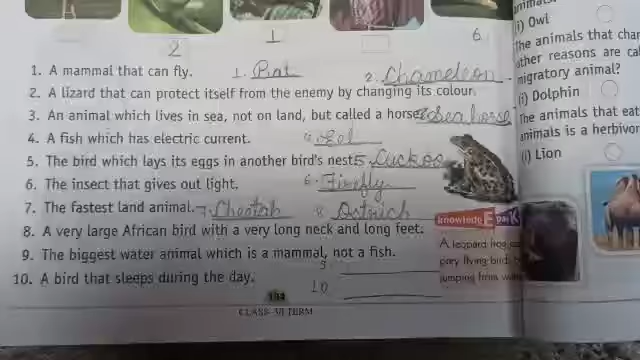 2
1
6
1. A mammal that can fly. 1. Bat 2. Chameleon
2. A lizard that can protect itself from the enemy by changing its colour.
3. An animal which lives in sea, not on land, but called a horse. Sea horse
4. A fish which has electric current. 4. Eel
5. The bird which lays its eggs in another bird's nest. 5. Cuckoo
6. The insect that gives out light. 6. Firefly
7. The fastest land animal. 7. Cheetah 8. Ostrich
8. A very large African bird with a very long neck and long feet.
9. The biggest water animal which is a mammal, not a fish. 9
10. A bird that sleeps during the day. 10
CLASS-3/I TERM
(i) Owl
The animals that
other reasons are
migratory animal?
(i) Dolphin
The animals that eat
animals is a
(i) Lion
knowledge
A leopard frog
flying
jumping from